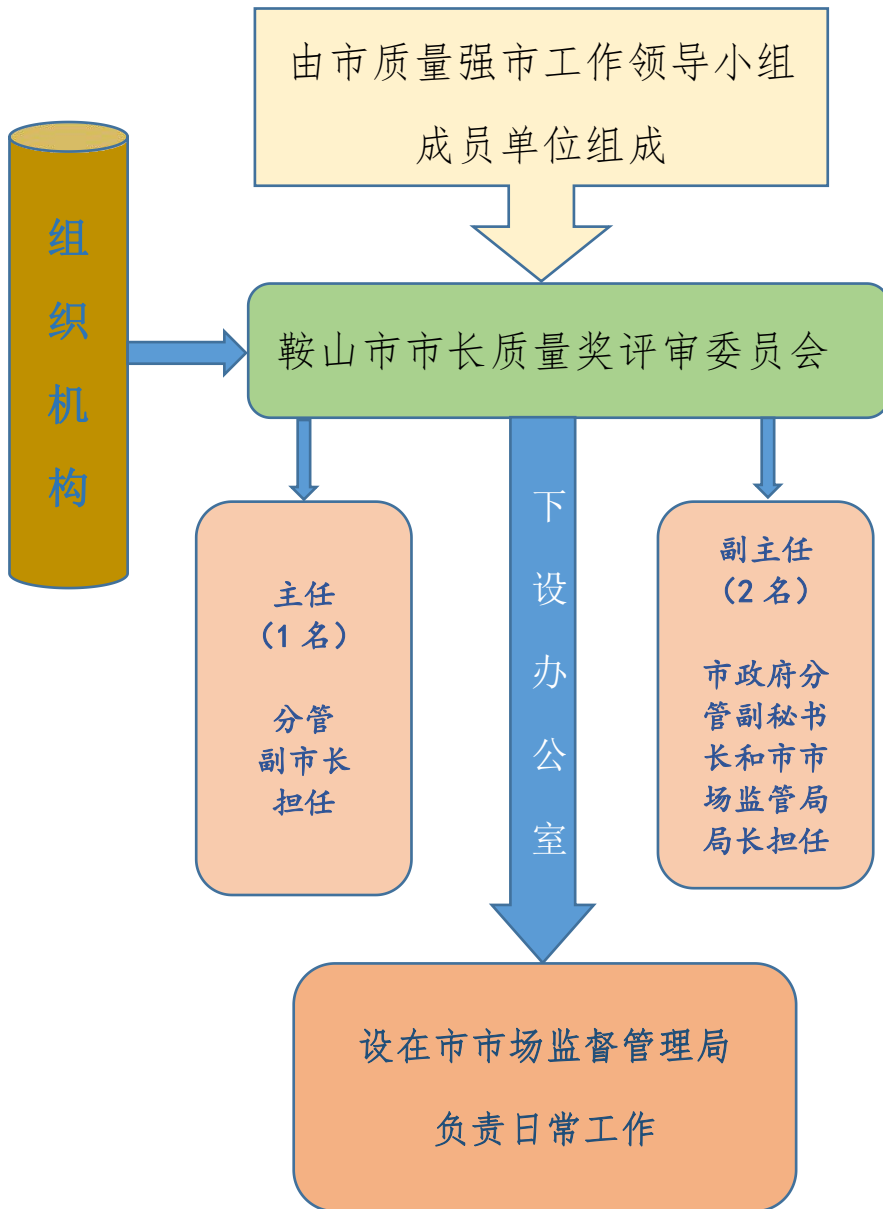 由市质量强市工作领导小组
成员单位组成
组织机构
鞍山市市长质量奖评审委员会
主任
（1 名）
分管
副市长
担任
下设办公室
副主任
（2 名）
市政府分
管副秘书
长和市市
场监管局
局长担任
设在市市场监督管理局
负责日常工作